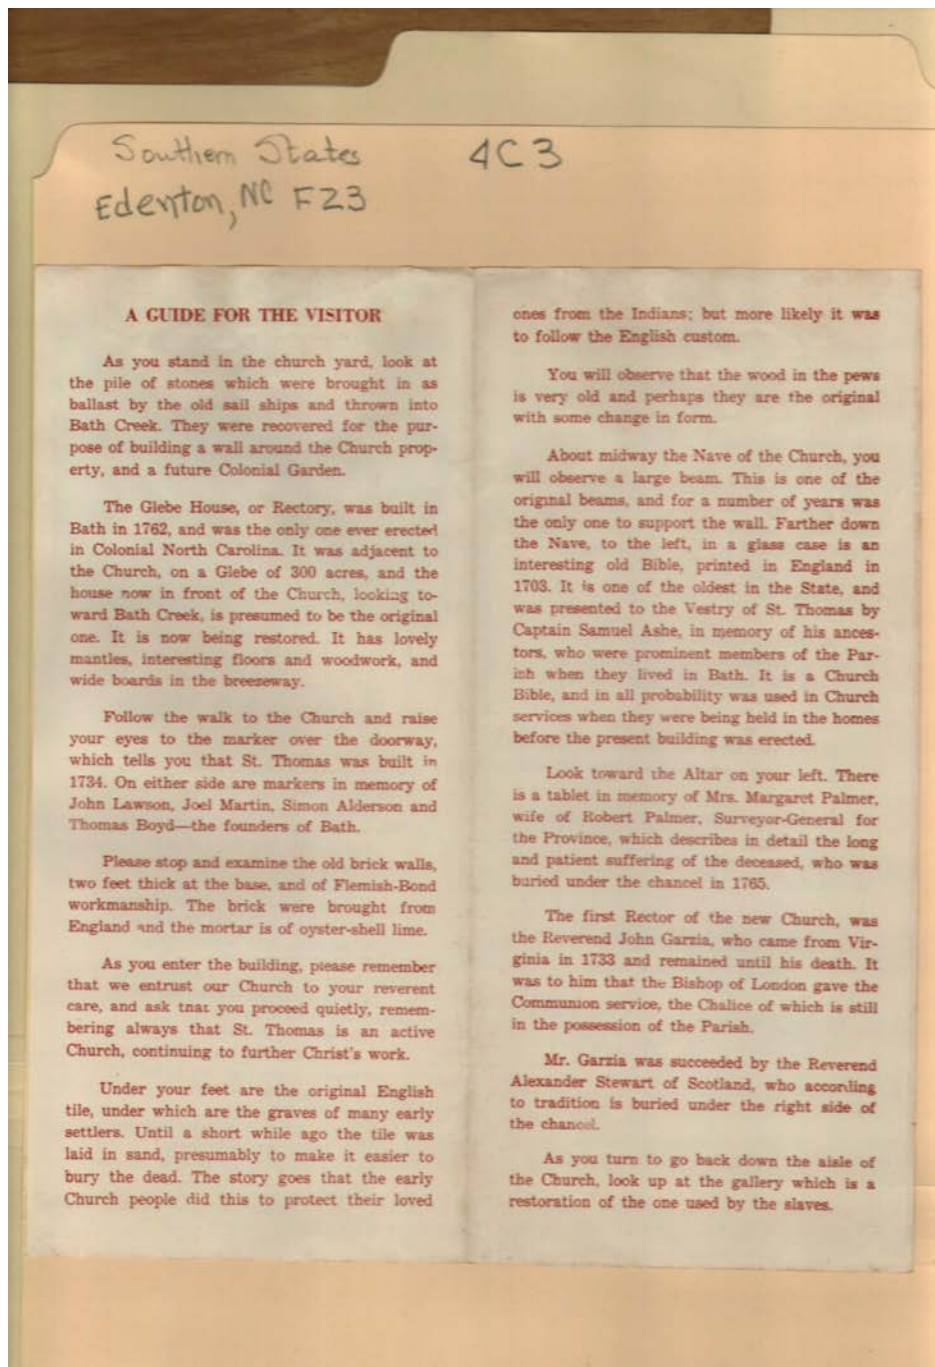 Southern States 4C3
Edenton, NC F23
A GUIDE FOR THE VISITOR
As you stand in the church yard, look at
the pile of stones which were brought in as
ballast by the old sail ships and thrown into
Bath Creek. They were recovered for the pur-
pose of building a wall around the Church prop-
erty, and a future Colonial Garden.
The Glebe House, or Rectory, was built in
Bath in 1762, and was the only one ever erected
in Colonial North Carolina. It was adjacent to
the Church, on a Glebe of 300 acres, and the
house now in front of the Church, looking to-
ward Bath Creek, is presumed to be the original
one. It is now being restored. It has lovely
mantles, interesting floors and woodwork, and
wide boards in the breezeway.
Follow the walk to the Church and raise
your eyes to the marker over the doorway,
which tells you that St. Thomas was built in
1734. On either side are markers in memory of
John Lawson, Joel Martin, Simon Alderson and
Thomas Boyd—the founders of Bath.
Please stop and examine the old brick walls,
two feet thick at the base, and of Flemish-Bond
workmanship. The brick were brought from
England and the mortar is of oyster-shell lime.
As you enter the building, please remember
that we entrust our Church to your reverent
care, and ask that you proceed quietly, remem-
bering always that St. Thomas is an active
Church, continuing to further Christ's work.
Under your feet are the original English
tile, under which are the graves of many early
settlers. Until a short while ago the tile was
laid in sand, presumably to make it easier to
bury the dead. The story goes that the early
Church people did this to protect their loved
ones from the Indians; but more likely it was
to follow the English custom.
You will observe that the wood in the pews
is very old and perhaps they are the original
with some change in form.
About midway the Nave of the Church, you
will observe a large beam. This is one of the
original beams, and for a number of years was
the only one to support the wall. Farther down
the Nave, to the left, in a glass case is an
interesting old Bible, printed in England in
1703. It is one of the oldest in the State, and
was presented to the Vestry of St. Thomas by
Captain Samuel Ashe, in memory of his ances-
tors, who were prominent members of the Par-
ish when they lived in Bath. It is a Church
Bible, and in all probability was used in Church
services when they were being held in the homes
before the present building was erected.
Look toward the Altar on your left. There
is a tablet in memory of Mrs. Margaret Palmer,
wife of Robert Palmer, Surveyor-General for
the Province, which describes in detail the long
and patient suffering of the deceased, who was
buried under the chancel in 1765.
The first Rector of the new Church, was
the Reverend John Garzia, who came from Vir-
ginia in 1733 and remained until his death. It
was to him that the Bishop of London gave the
Communion service, the Chalice of which is still
in the possession of the Parish.
Mr. Garzia was succeeded by the Reverend
Alexander Stewart of Scotland, who according
to tradition is buried under the right side of
the chancel.
As you turn to go back down the aisle of
the Church, look up at the gallery which is a
restoration of the one used by the slaves.